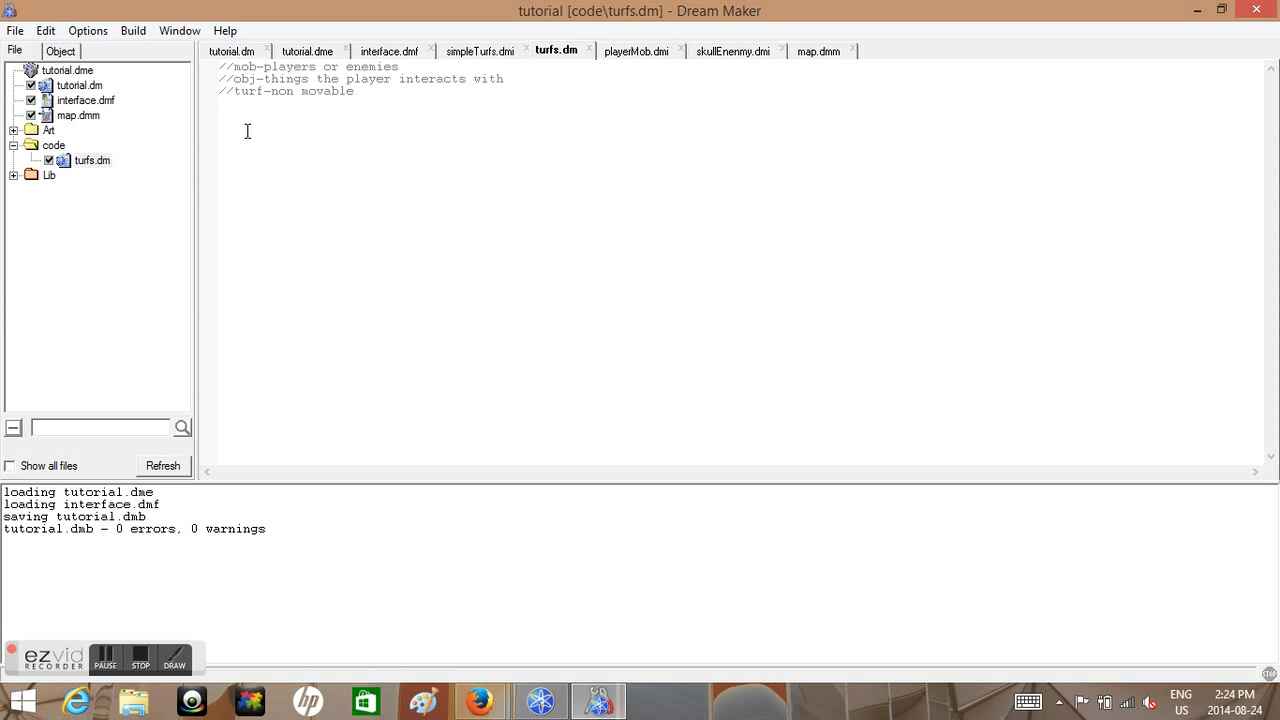 tutorial [code\turfs.dm] - Dream Maker
File Edit Options Build Window Help
File Object
tutorial.dm tutorial.dme interface.dmf simpleTurfs.dmi turfs.dm playerMob.dmi skullEnenmy.dmi map.dmm
tutorial.dme
tutorial.dm
interface.dmf
map.dmm
Art
code
turfs.dm
Lib
//mob-players or enemies
//obj-things the player interacts with
//turf-non movable
Show all files
Refresh
loading tutorial.dme
loading interface.dmf
saving tutorial.dmb
tutorial.dmb - 0 errors, 0 warnings
ezvid
RECORDER
PAUSE STOP DRAW
hp
ENG
US
2:24 PM
2014-08-24
STOP